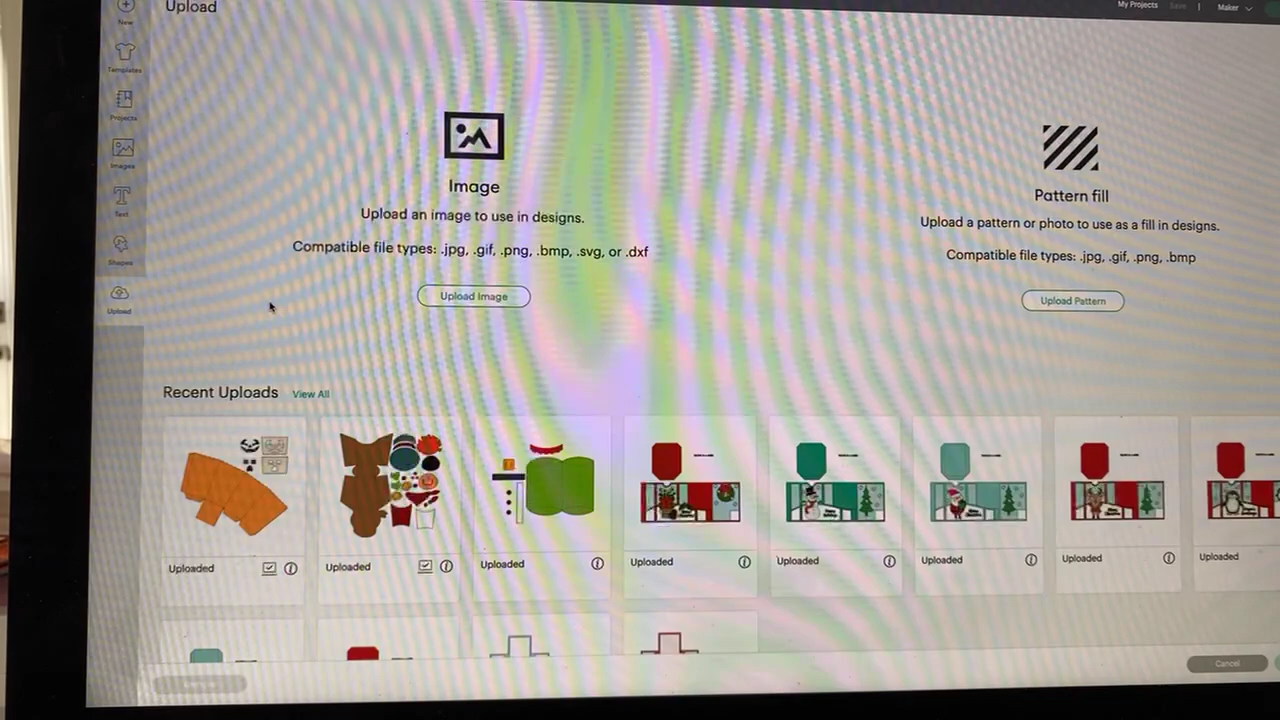 Upload
My Projects
Save
Maker
New
Templates
Projects
Images
Text
Shapes
Upload
Image
Upload an image to use in designs.
Compatible file types: .jpg, .gif, .png, .bmp, .svg, or .dxf
Upload Image
Pattern fill
Upload a pattern or photo to use as a fill in designs.
Compatible file types: .jpg, .gif, .png, .bmp
Upload Pattern
Recent Uploads View All
Uploaded
Uploaded
Uploaded
Uploaded
Uploaded
Uploaded
Uploaded
Uploaded
Cancel